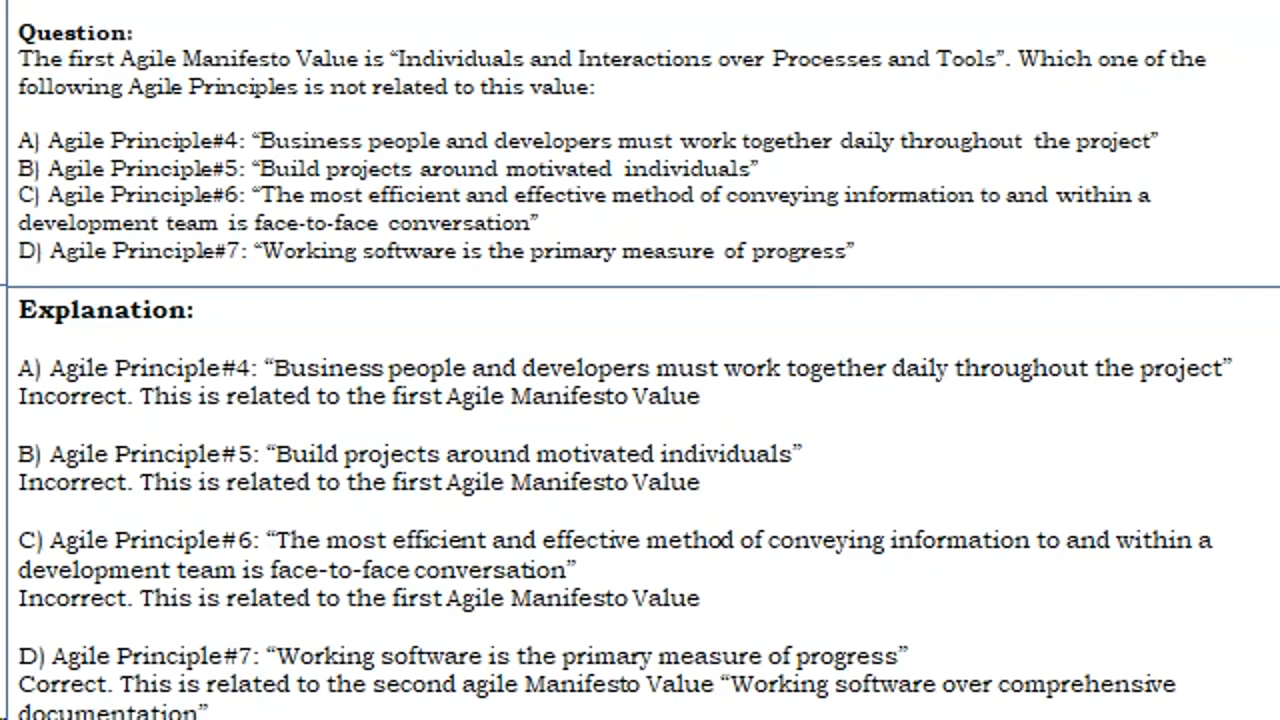 Question:
The first Agile Manifesto Value is “Individuals and Interactions over Processes and Tools”. Which one of the
following Agile Principles is not related to this value:
A) Agile Principle#4: “Business people and developers must work together daily throughout the project”
B) Agile Principle#5: “Build projects around motivated individuals”
C) Agile Principle#6: “The most efficient and effective method of conveying information to and within a
development team is face-to-face conversation”
D) Agile Principle#7: “Working software is the primary measure of progress”
Explanation:
A) Agile Principle#4: “Business people and developers must work together daily throughout the project”
Incorrect. This is related to the first Agile Manifesto Value
B) Agile Principle#5: “Build projects around motivated individuals”
Incorrect. This is related to the first Agile Manifesto Value
C) Agile Principle#6: “The most efficient and effective method of conveying information to and within a
development team is face-to-face conversation”
Incorrect. This is related to the first Agile Manifesto Value
D) Agile Principle#7: “Working software is the primary measure of progress”
Correct. This is related to the second agile Manifesto Value “Working software over comprehensive
documentation”